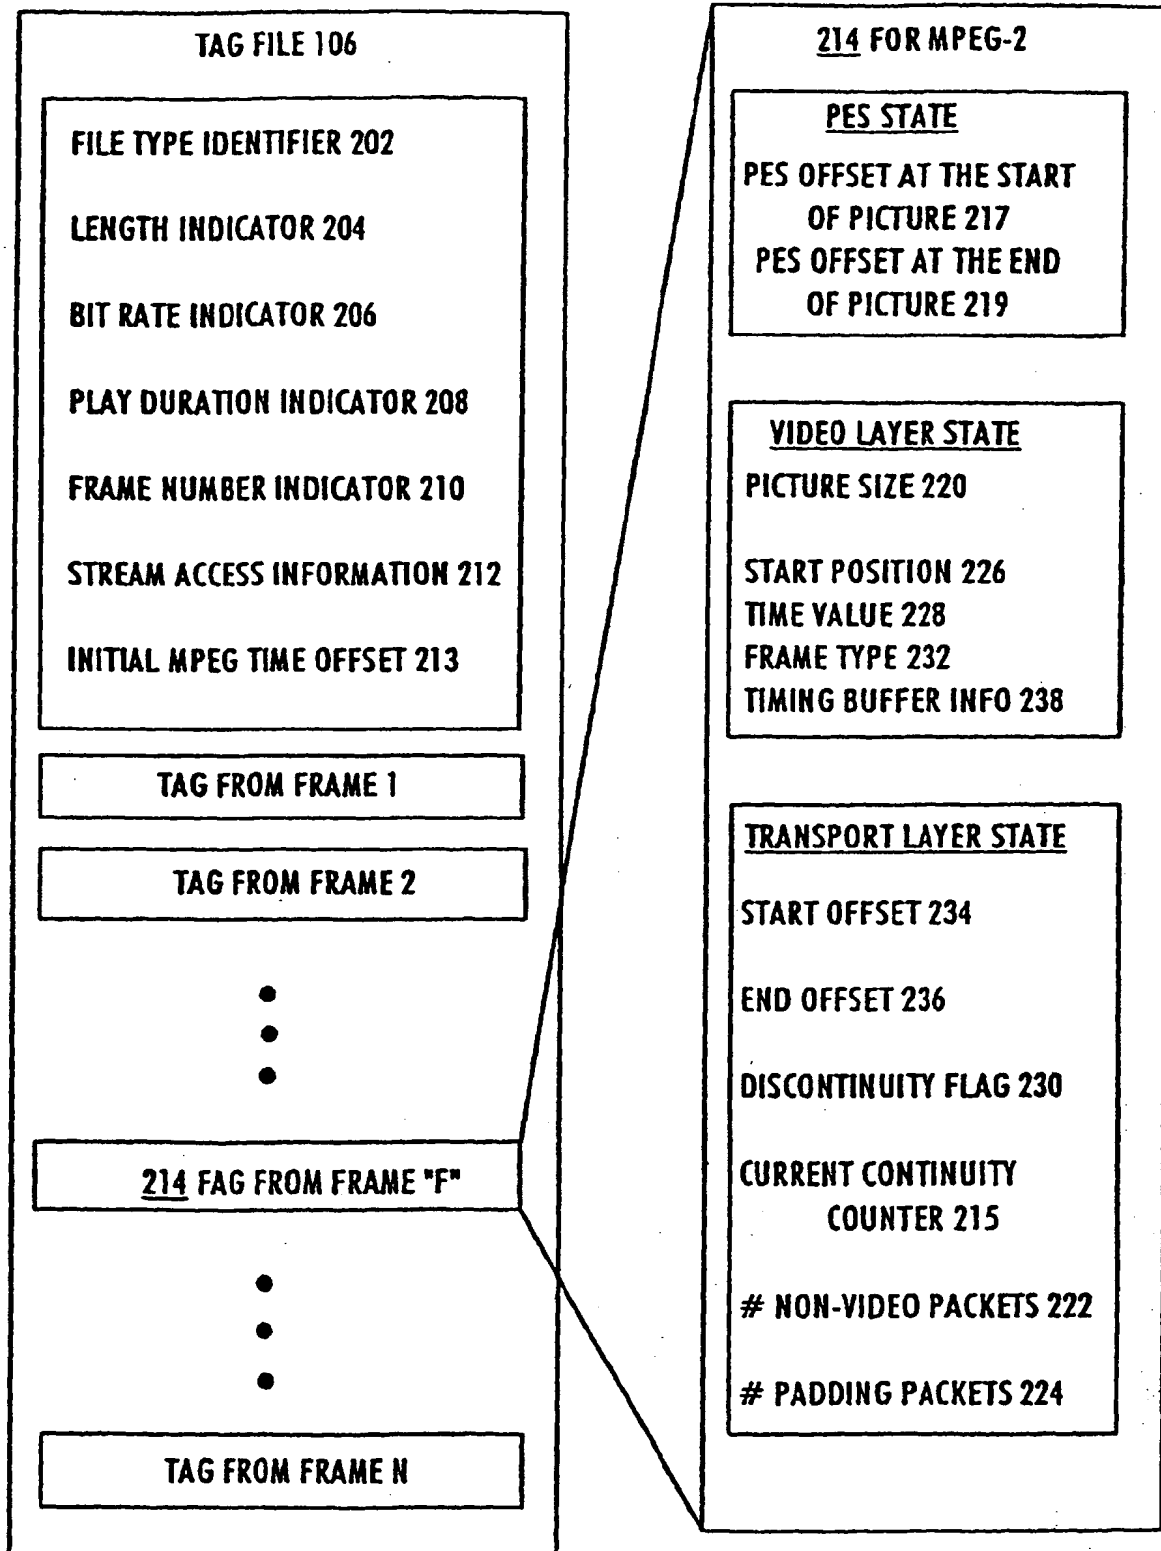 TAG FILE 106
FILE TYPE IDENTIFIER 202
LENGTH INDICATOR 204
BIT RATE INDICATOR 206
PLAY DURATION INDICATOR 208
FRAME NUMBER INDICATOR 210
STREAM ACCESS INFORMATION 212
INITIAL MPEG TIME OFFSET 213
TAG FROM FRAME 1
TAG FROM FRAME 2
214 FAG FROM FRAME "F"
TAG FROM FRAME N
214 FOR MPEG-2
PES STATE
PES OFFSET AT THE START
OF PICTURE 217
PES OFFSET AT THE END
OF PICTURE 219
VIDEO LAYER STATE
PICTURE SIZE 220
START POSITION 226
TIME VALUE 228
FRAME TYPE 232
TIMING BUFFER INFO 238
TRANSPORT LAYER STATE
START OFFSET 234
END OFFSET 236
DISCONTINUITY FLAG 230
CURRENT CONTINUITY
COUNTER 215
# NON-VIDEO PACKETS 222
# PADDING PACKETS 224